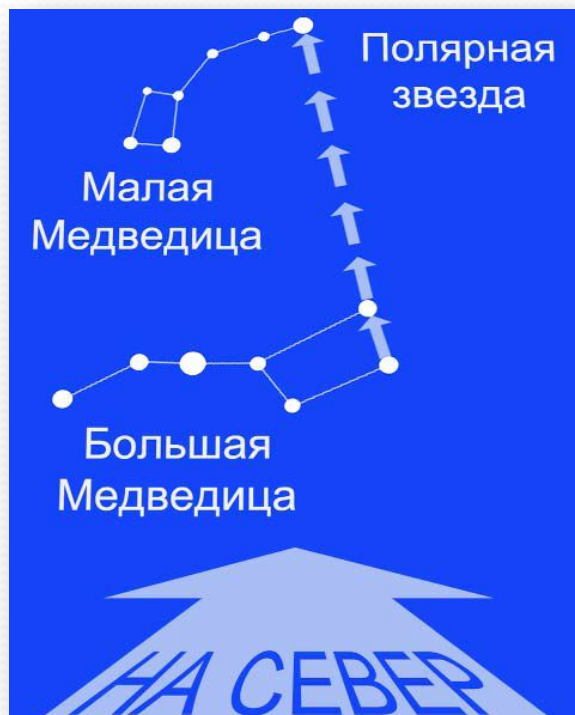 Полярная
звезда
Малая
Медведица
Большая
Медведица
НА СЕВЕР